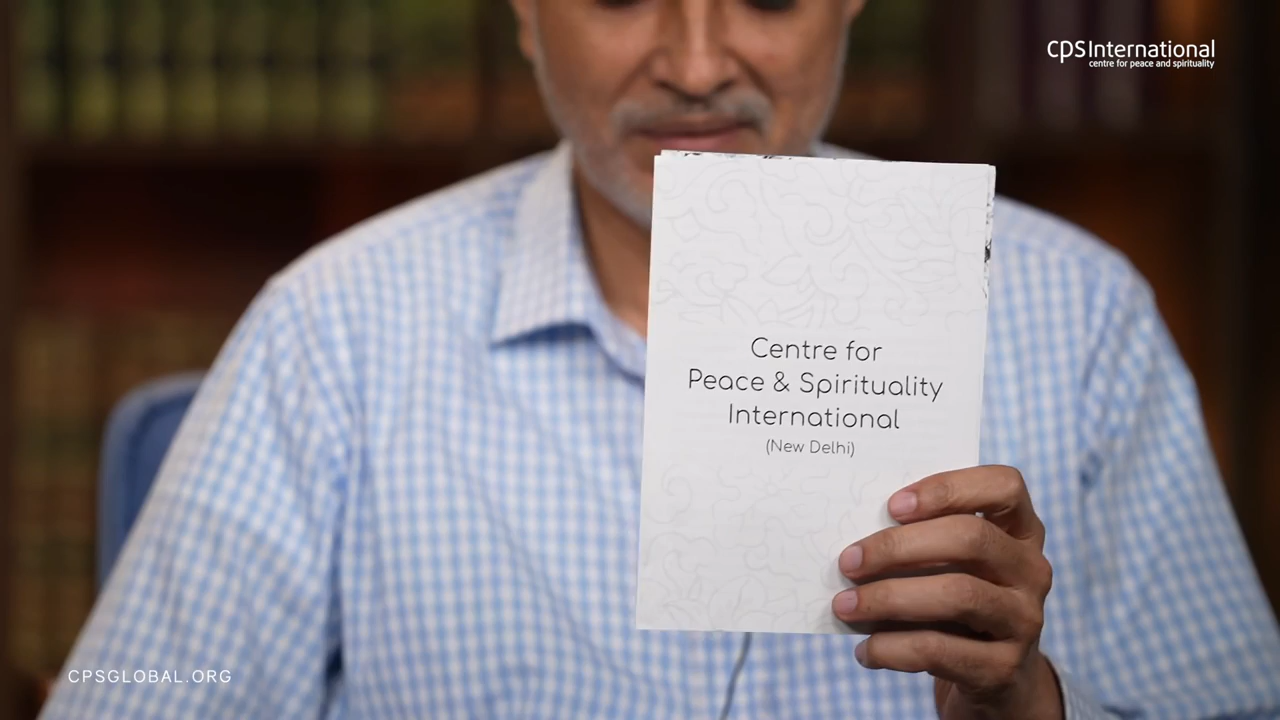 CPSInternational
centre for peace and spirituality
Centre for
Peace & Spirituality
International
(New Delhi)
CPSGLOBAL.ORG